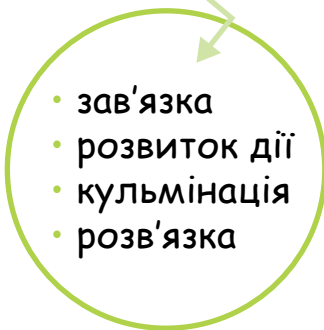 • зав’язка
• розвиток дії
• кульмінація
• розв’язка